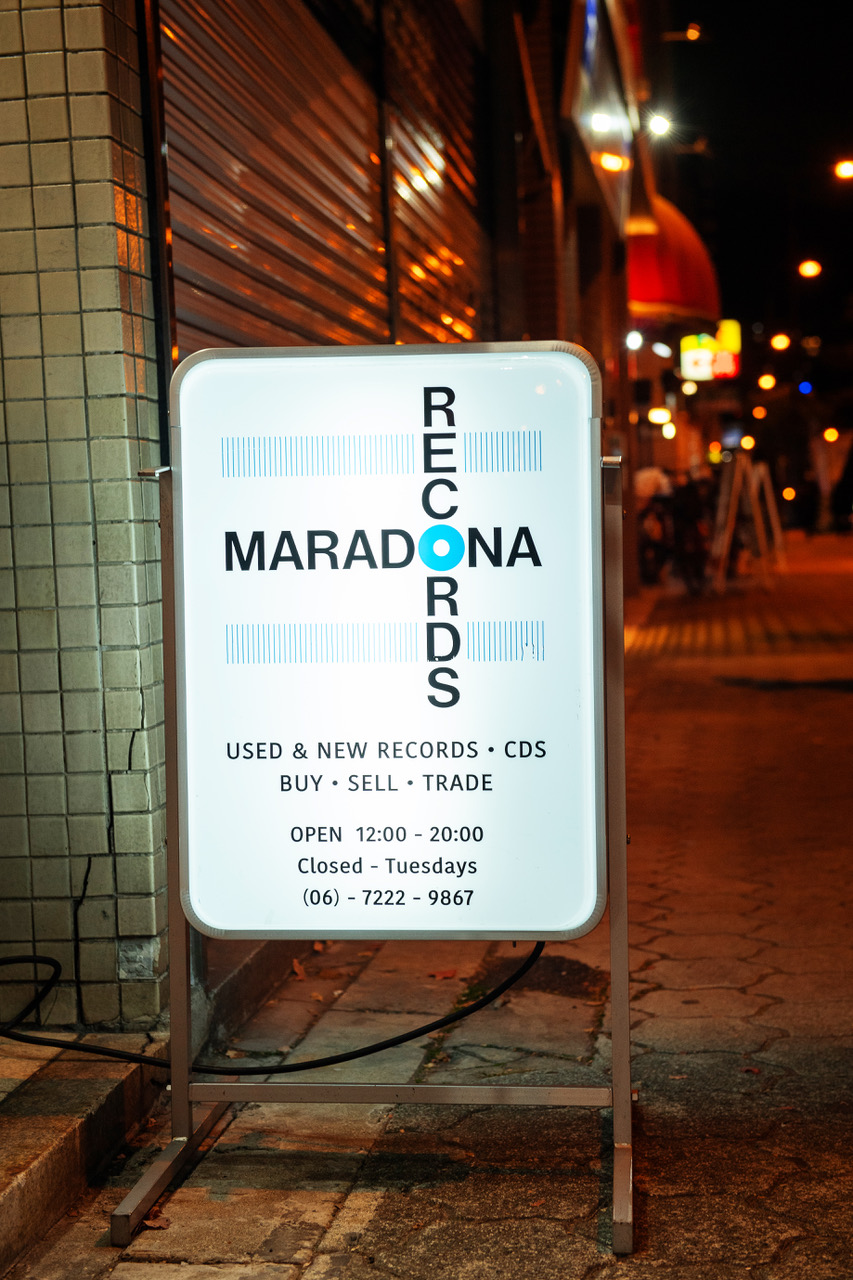 RECORDS
MARADONA
USED & NEW RECORDS • CDS
BUY • SELL • TRADE
OPEN 12:00 - 20:00
Closed - Tuesdays
(06) - 7222 - 9867